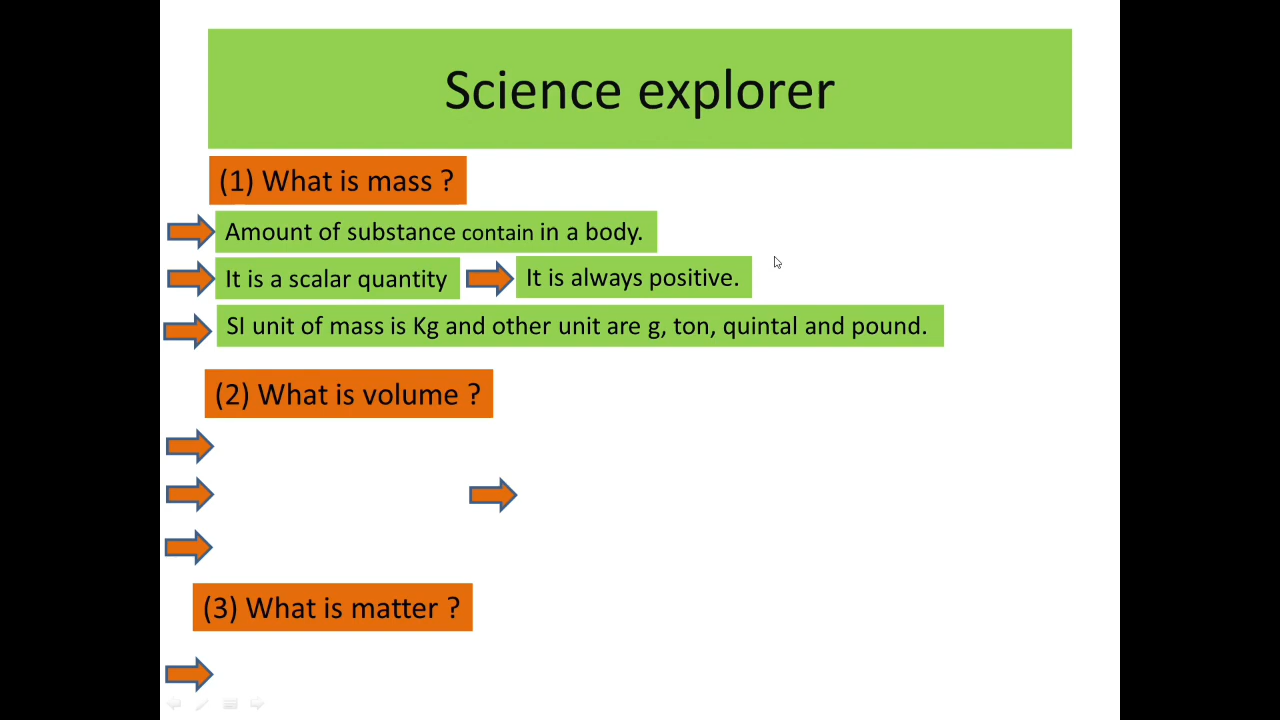 Science explorer
(1) What is mass ?
Amount of substance contain in a body.
It is a scalar quantity
It is always positive.
SI unit of mass is Kg and other unit are g, ton, quintal and pound.
(2) What is volume ?
(3) What is matter ?